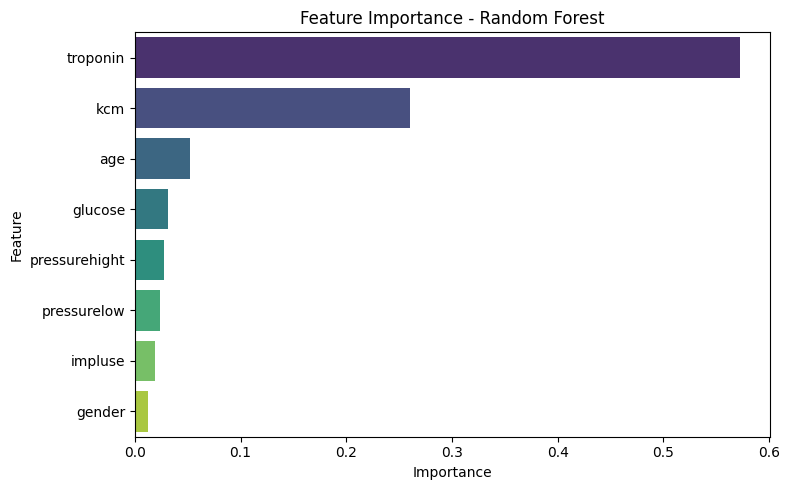 Feature Importance - Random Forest
troponin
kcm
age
glucose
pressurehight
pressurelow
impluse
gender
Feature
0.0 0.1 0.2 0.3 0.4 0.5 0.6
Importance